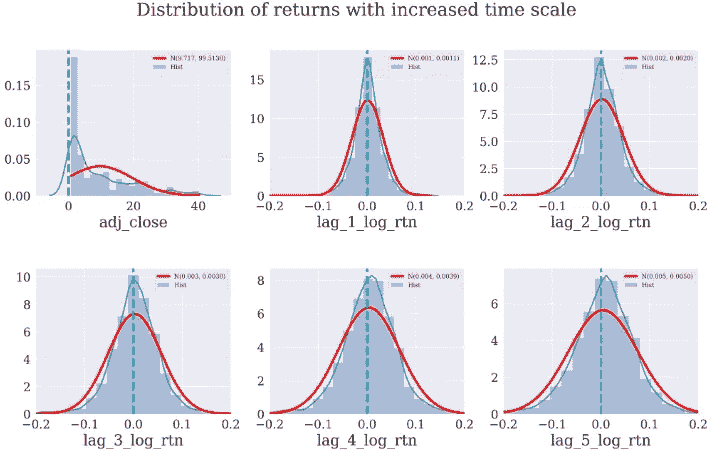 Distribution of returns with increased time scale
N(9.717, 99.5130)
Hist
0.15
0.10
0.05
0.00
0 20 40
adj_close
N(0.001, 0.0011)
Hist
15
10
5
0
−0.2 −0.1 0.0 0.1 0.2
lag_1_log_rtn
N(0.002, 0.0020)
Hist
12.5
10.0
7.5
5.0
2.5
0.0
−0.2 −0.1 0.0 0.1 0.2
lag_2_log_rtn
N(0.003, 0.0030)
Hist
10
8
6
4
2
0
−0.2 −0.1 0.0 0.1 0.2
lag_3_log_rtn
N(0.004, 0.0039)
Hist
8
6
4
2
0
−0.2 −0.1 0.0 0.1 0.2
lag_4_log_rtn
N(0.005, 0.0050)
Hist
6
4
2
0
−0.2 −0.1 0.0 0.1 0.2
lag_5_log_rtn